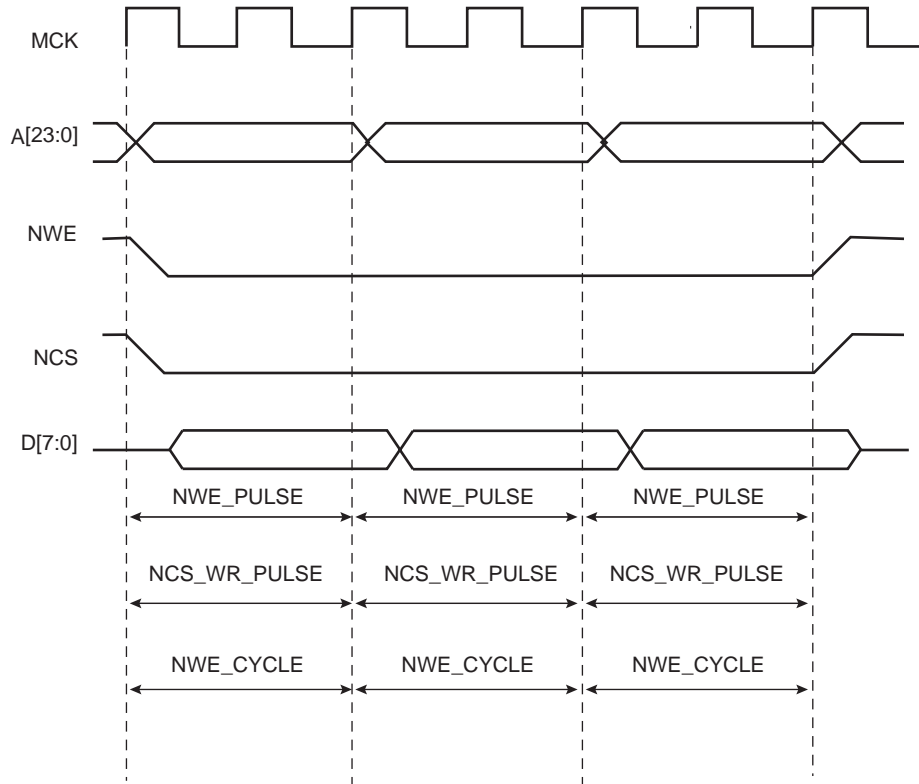 MCK
A[23:0]
NWE
NCS
D[7:0]
NWE_PULSE NWE_PULSE NWE_PULSE
NCS_WR_PULSE NCS_WR_PULSE NCS_WR_PULSE
NWE_CYCLE NWE_CYCLE NWE_CYCLE